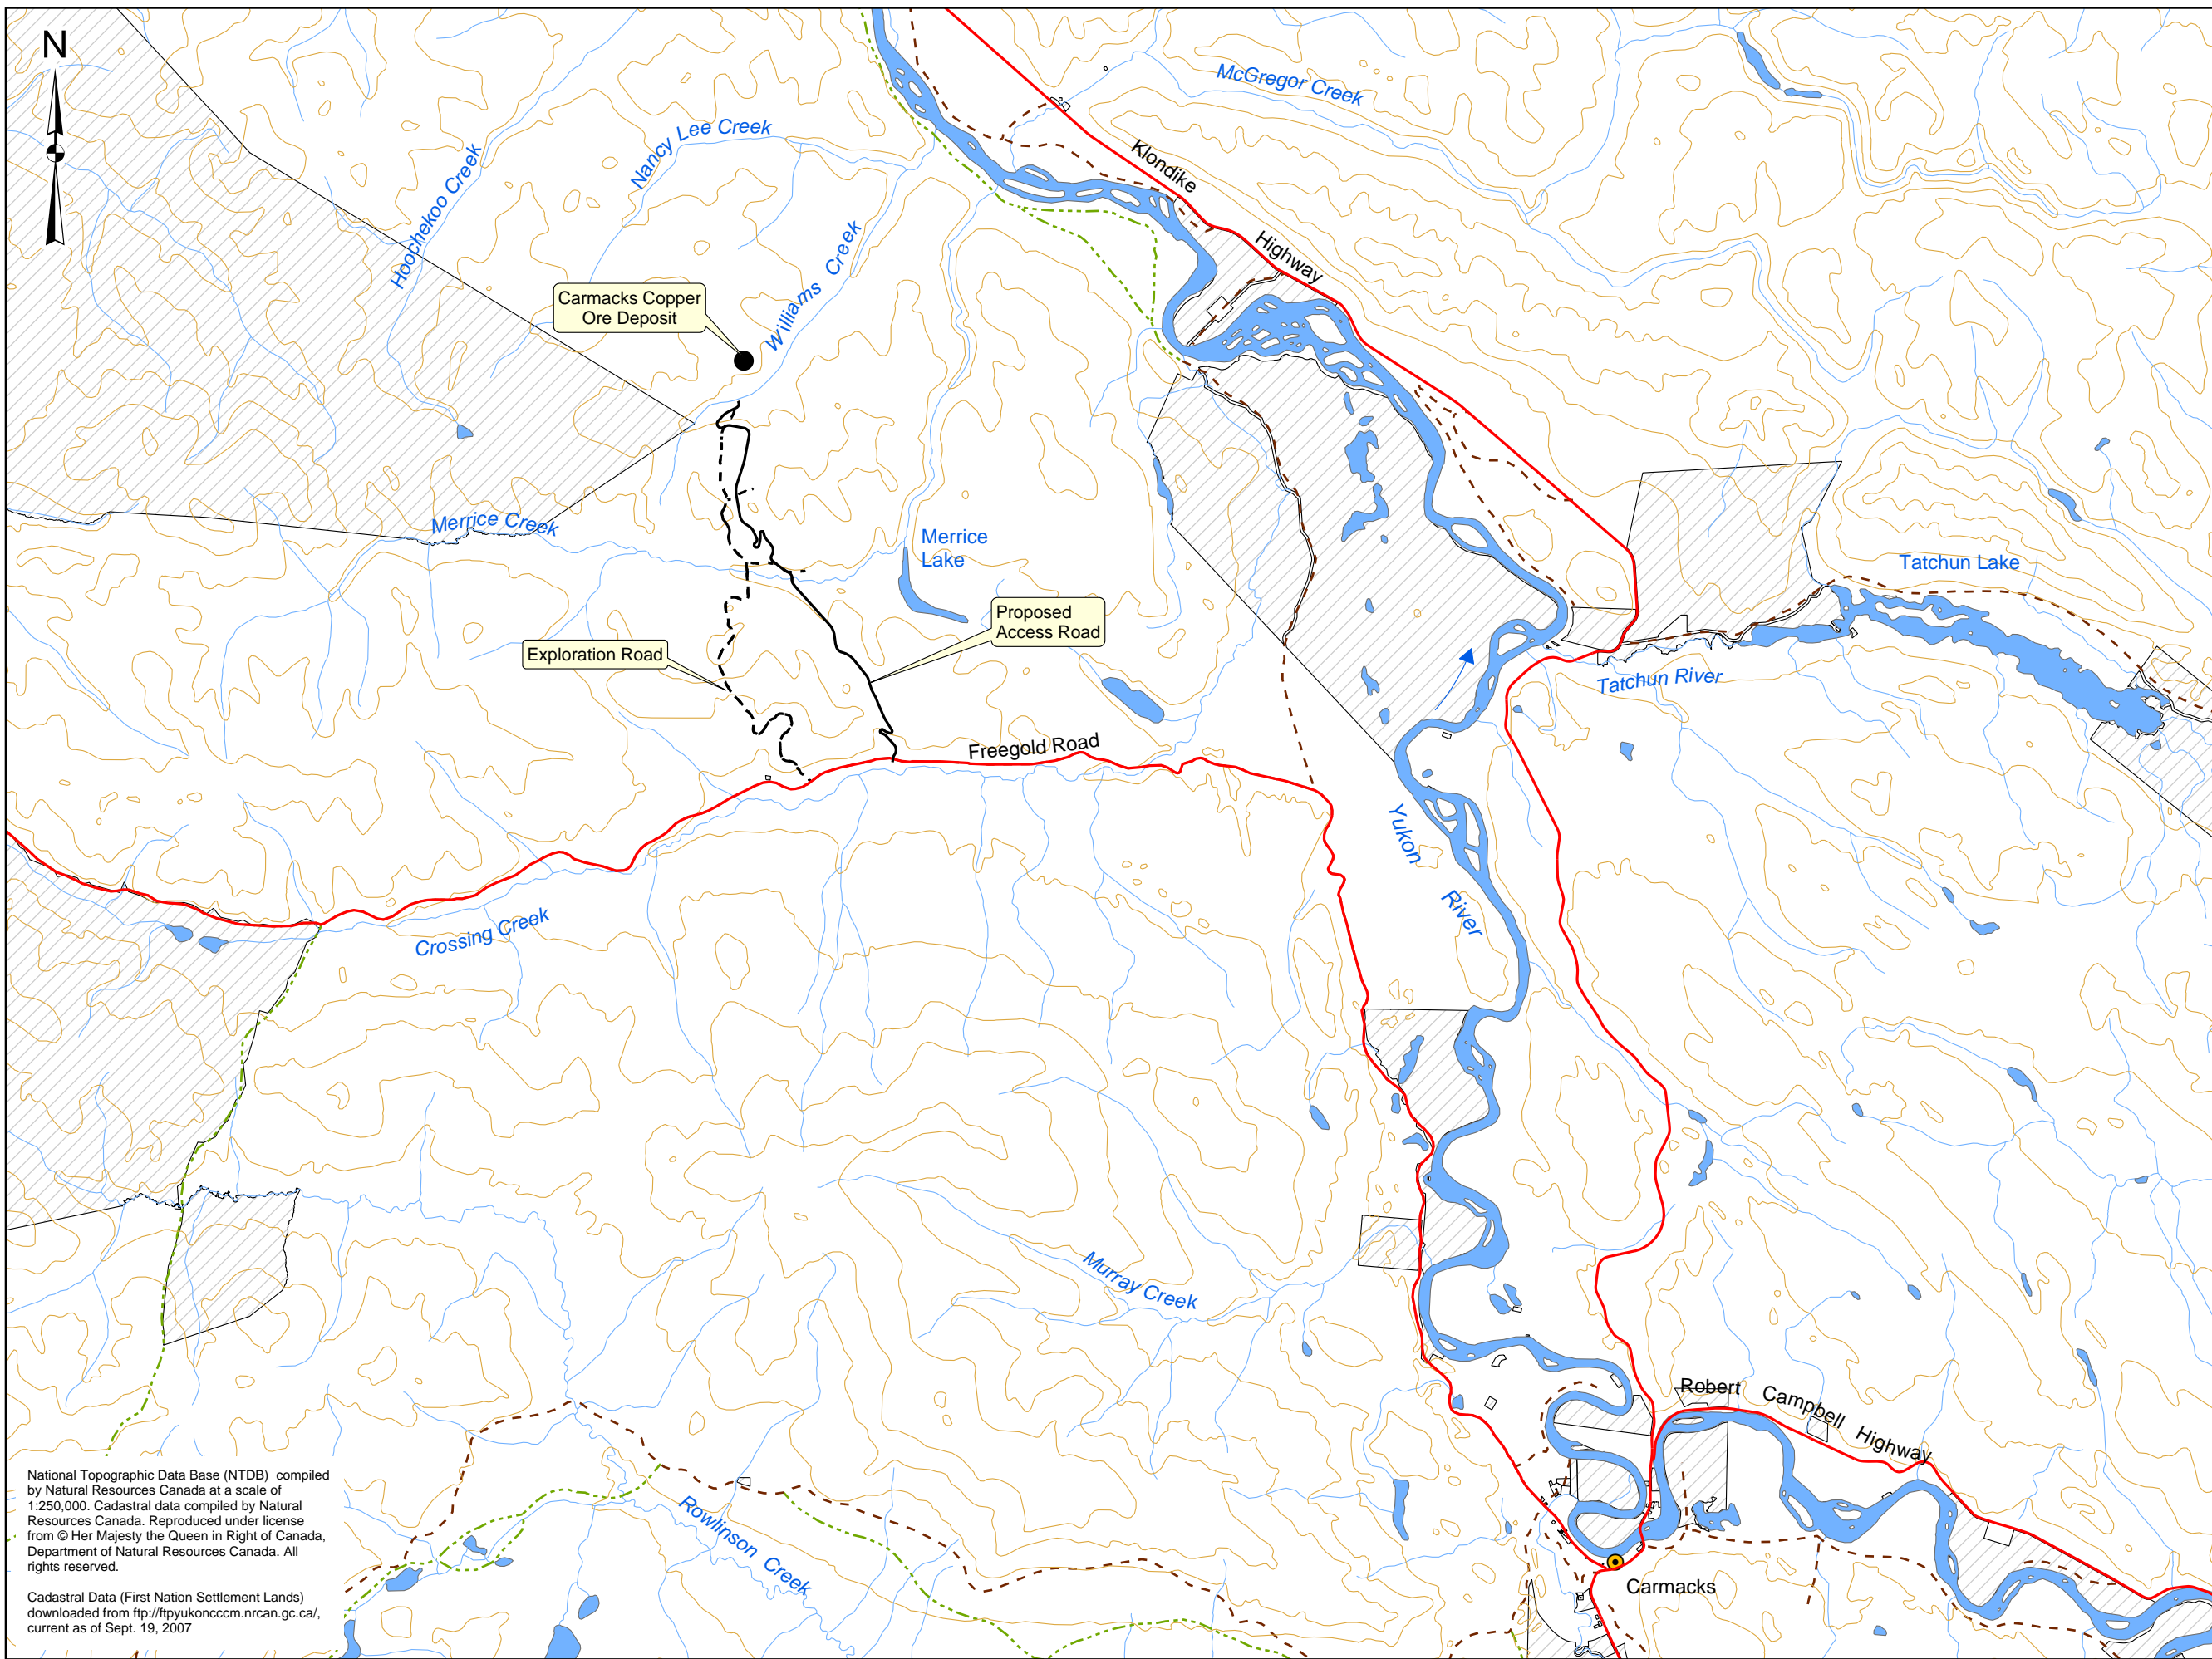 N
McGregor Creek
Nancy Lee Creek
Hoochekoo Creek
Klondike
Highway
Williams Creek
Carmacks Copper
Ore Deposit
Merrice Creek
Merrice
Lake
Tatchun Lake
Proposed
Access Road
Exploration Road
Tatchun River
Freegold Road
Yukon
River
Crossing Creek
Murray Creek
Robert Campbell Highway
Rowlinson Creek
Carmacks
National Topographic Data Base (NTDB) compiled
by Natural Resources Canada at a scale of
1:250,000. Cadastral data compiled by Natural
Resources Canada. Reproduced under license
from © Her Majesty the Queen in Right of Canada,
Department of Natural Resources Canada. All
rights reserved.
Cadastral Data (First Nation Settlement Lands)
downloaded from ftp://ftpyukoncccm.nrcan.gc.ca/,
current as of Sept. 19, 2007